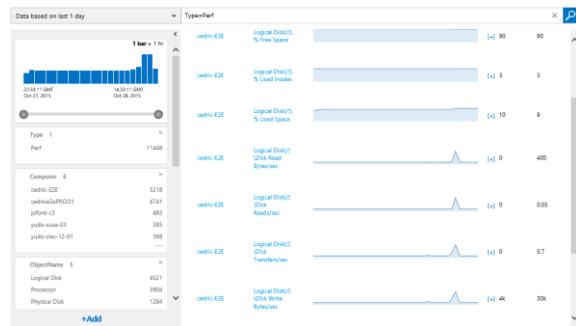 Data based on last 1 day
Type=Perf
1 bar = 1 hr
22:33:11 GMT
Oct 27, 2015
14:33:11 GMT
Oct 28, 2015
Type 1
Perf 11448
Computer 6
cedric-E2E 5218
cedrice2ePROD1 4741
joford-c3 493
yudo-suse-03 395
369
ObjectName 5
Logical Disk 4521
Processor 3904
Physical Disk 1284
+Add
cedric-E2E
Logical Disk(/)\
% Free Space
[+] 90 90
cedric-E2E
Logical Disk(/)\
% Used Inodes
[+] 3 3
cedric-E2E
Logical Disk(/)\
% Used Space
[+] 10 9
cedric-E2E
Logical Disk(/)
\Disk Read
Bytes/sec
[+] 0 400
cedric-E2E
Logical Disk(/)
\Disk
Reads/sec
[+] 0 0.03
cedric-E2E
Logical Disk(/)
\Disk
Transfers/sec
[+] 0 0.7
cedric-E2E
Logical Disk(/)
\Disk Write
Bytes/sec
[+] 4k 30k